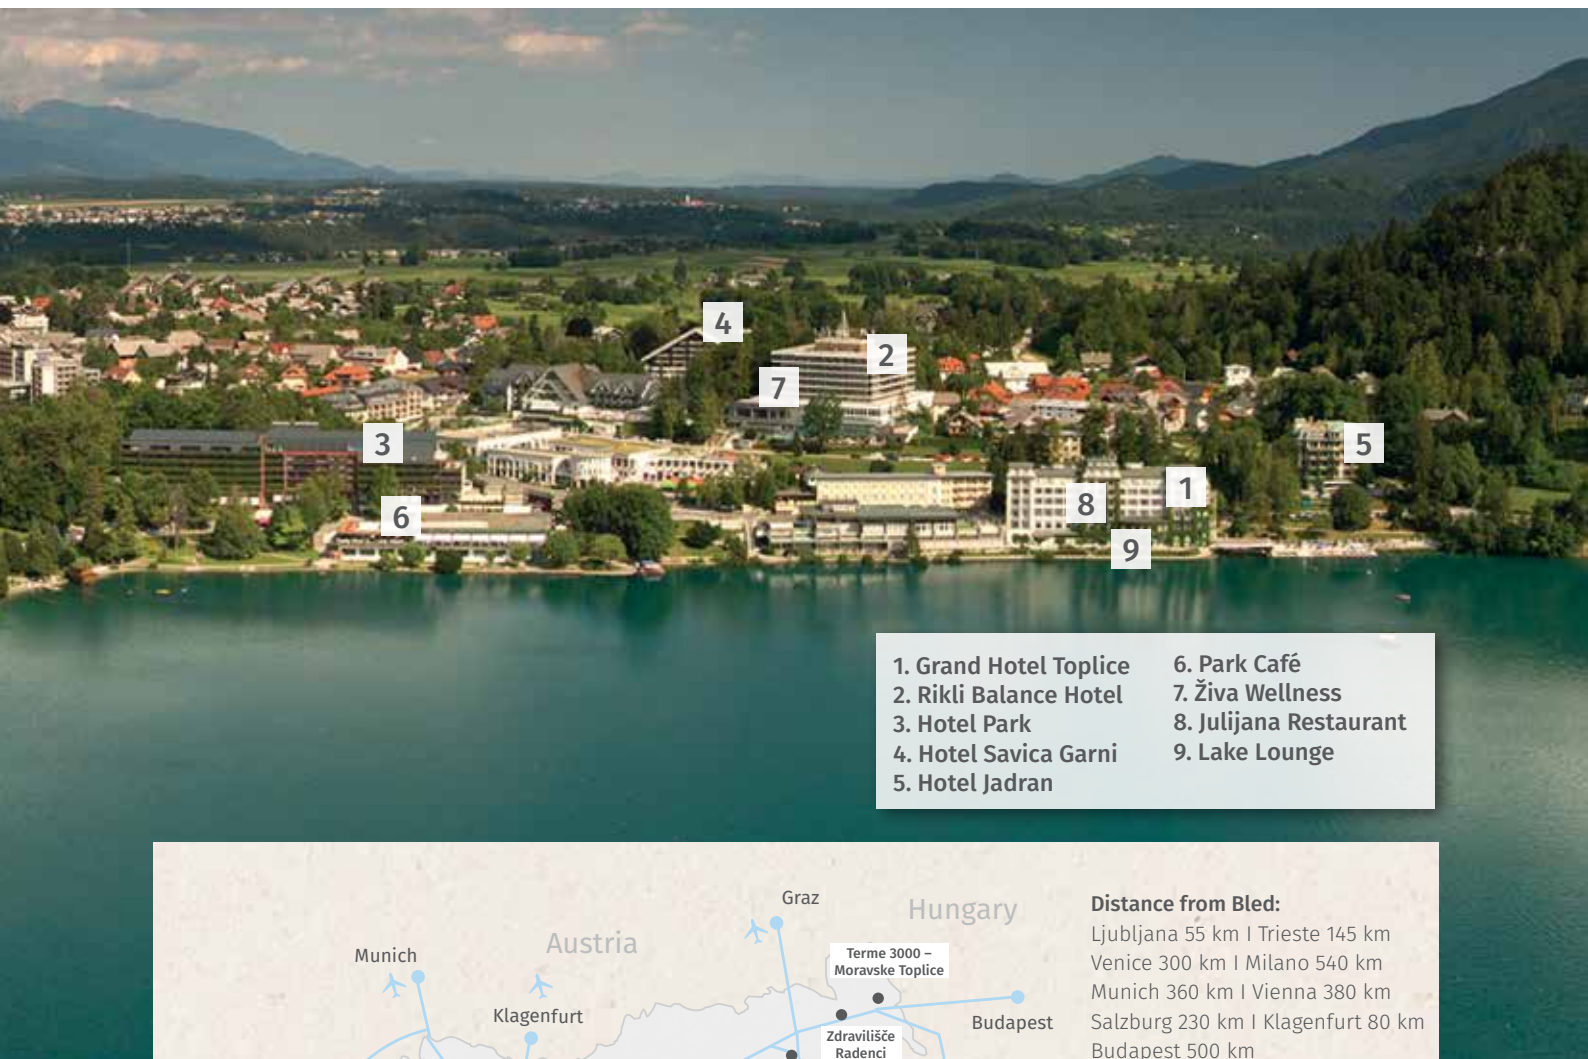 4
2
7
3
5
1
8
6
9
1. Grand Hotel Toplice
2. Rikli Balance Hotel
3. Hotel Park
4. Hotel Savica Garni
5. Hotel Jadran
6. Park Café
7. Živa Wellness
8. Julijana Restaurant
9. Lake Lounge
Graz
Hungary
Austria
Munich
Terme 3000 –
Moravske Toplice
Klagenfurt
Budapest
Zdravilišče
Radenci
Distance from Bled:
Ljubljana 55 km I Trieste 145 km
Venice 300 km I Milano 540 km
Munich 360 km I Vienna 380 km
Salzburg 230 km I Klagenfurt 80 km
Budapest 500 km